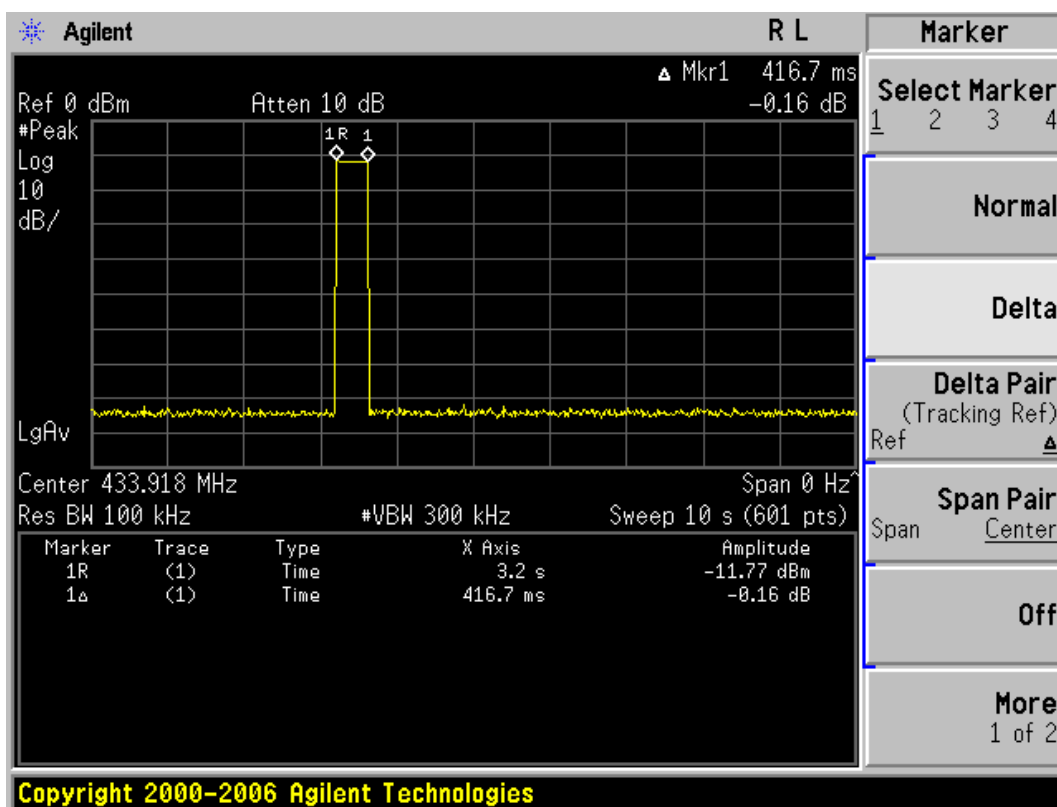 Agilent R L
Δ Mkr1 416.7 ms
Ref 0 dBm Atten 10 dB -0.16 dB
#Peak
Log
10
dB/
1R 1
LgAv
Center 433.918 MHz Span 0 Hz^
Res BW 100 kHz #VBW 300 kHz Sweep 10 s (601 pts)
Marker Trace Type X Axis Amplitude
1R (1) Time 3.2 s -11.77 dBm
1Δ (1) Time 416.7 ms -0.16 dB
Copyright 2000-2006 Agilent Technologies
Marker
Select Marker
1 2 3 4
Normal
Delta
Delta Pair
(Tracking Ref)
Ref Δ
Span Pair
Span Center
Off
More
1 of 2